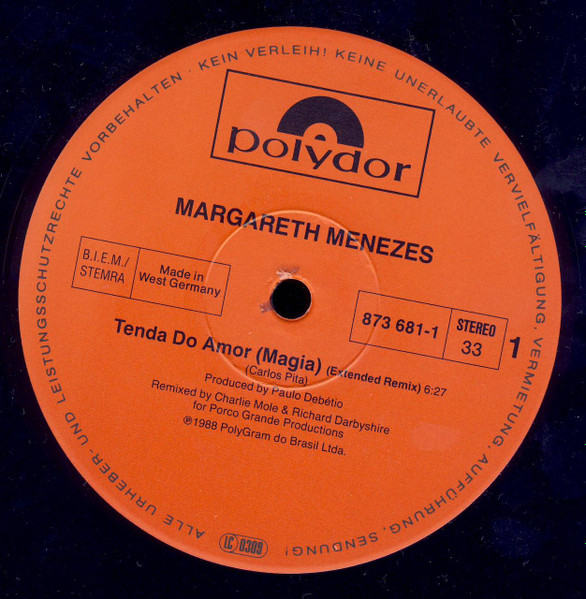 ALLE URHEBER- UND LEISTUNGSSCHUTZRECHTE VORBEHALTEN · KEIN VERLEIH! KEINE UNERLAUBTE VERVIELFÄLTIGUNG, VERMIETUNG, AUFFÜHRUNG, SENDUNG!
polydor
MARGARETH MENEZES
B.I.E.M./
STEMRA
Made in
West Germany
873 681-1
STEREO
33
1
Tenda Do Amor (Magia) (Extended Remix) 6:27
(Carlos Pita)
Produced by Paulo Debétio
Remixed by Charlie Mole & Richard Darbyshire
for Porco Grande Productions
℗1988 PolyGram do Brasil Ltda.
LC 0309